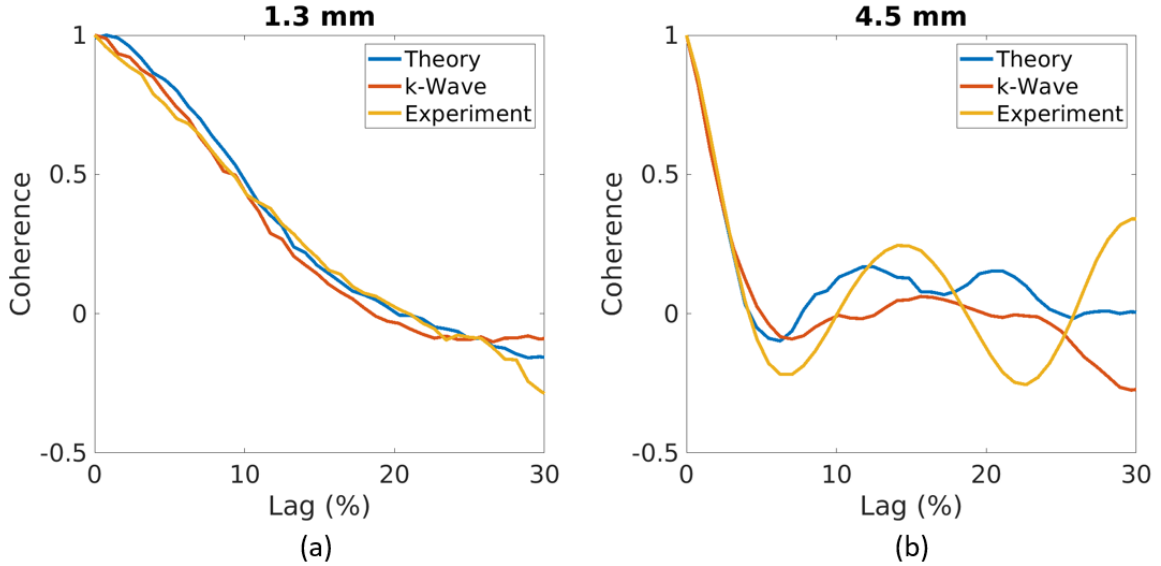 1.3 mm
1
0.5
0
-0.5
0
10
20
30
Coherence
Lag (%)
Theory
k-Wave
Experiment
(a)
4.5 mm
1
0.5
0
-0.5
0
10
20
30
Coherence
Lag (%)
Theory
k-Wave
Experiment
(b)